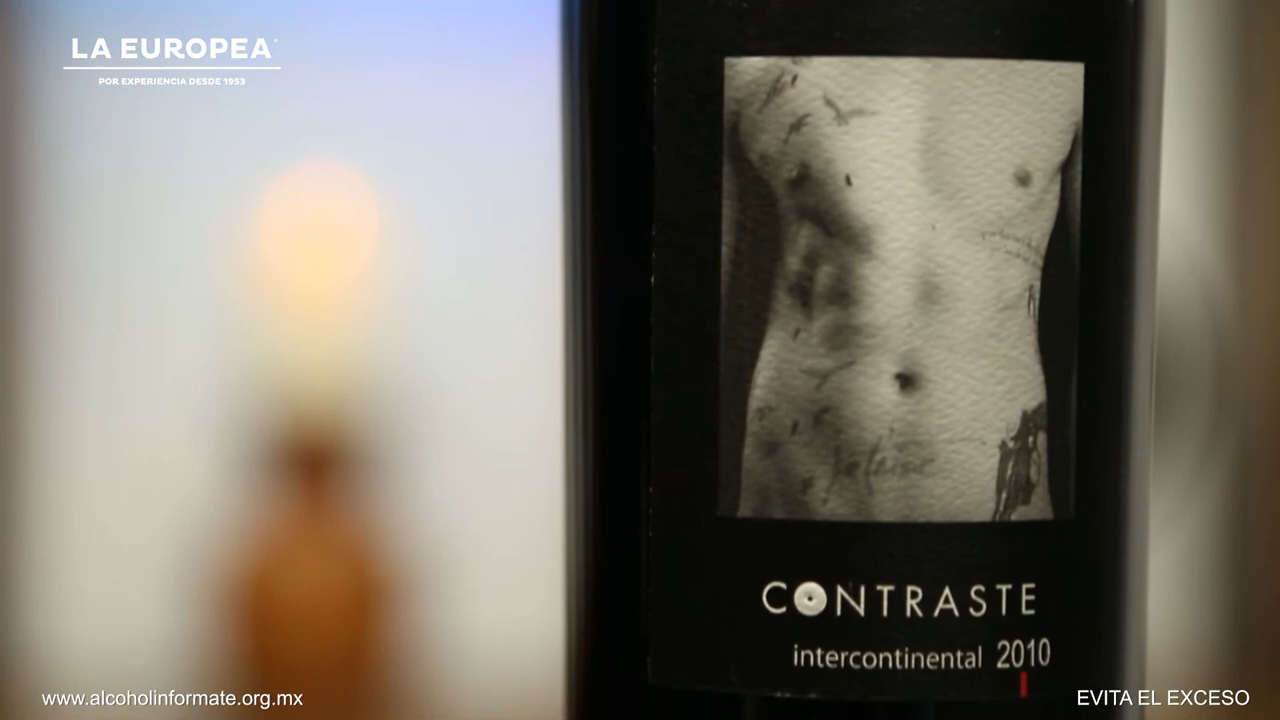 LA EUROPEA
POR EXPERIENCIA DESDE 1953
CONTRASTE
intercontinental 2010
www.alcoholinformate.org.mx
EVITA EL EXCESO